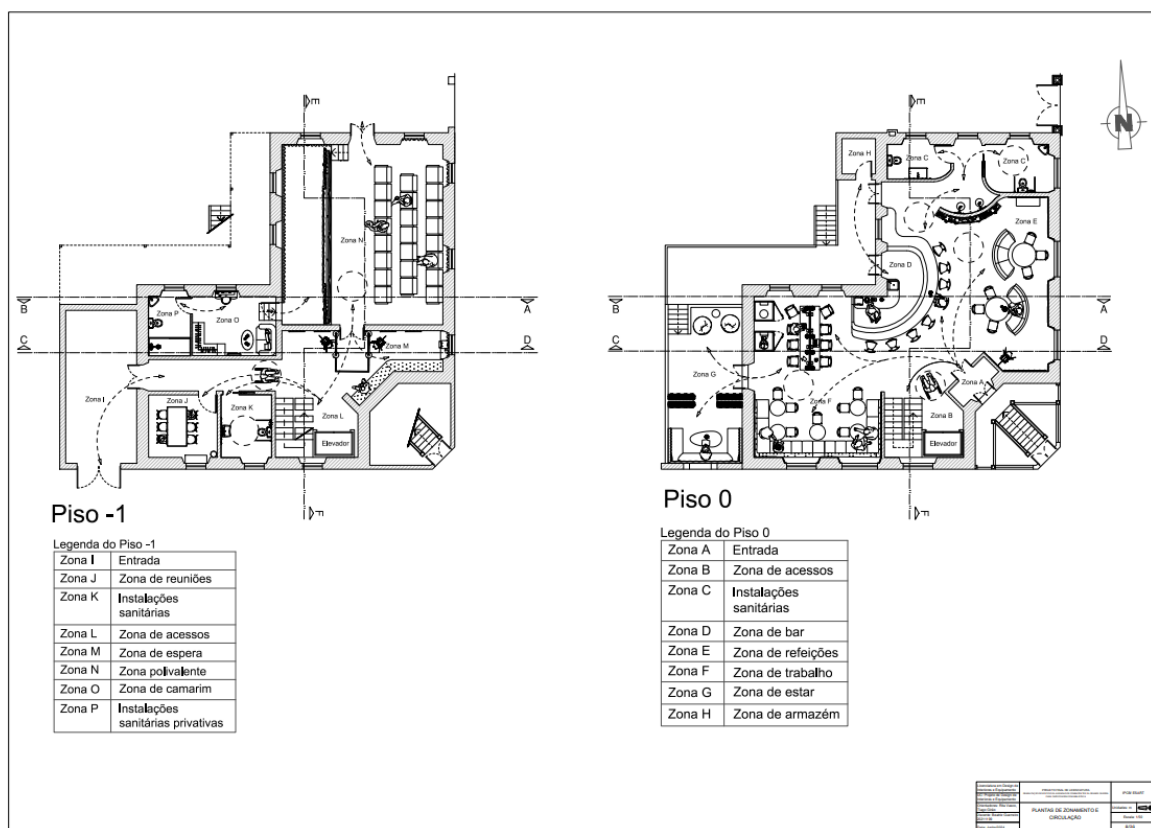 E
N
Zona N
B
A
C
D
Zona P
Zona O
Zona M
Zona I
Zona J
Zona K
Zona L
Elevador
F
Piso -1
Legenda do Piso -1
Zona I Entrada
Zona J Zona de reuniões
Zona K Instalações
sanitárias
Zona L Zona de acessos
Zona M Zona de espera
Zona N Zona polivalente
Zona O Zona de camarim
Zona P Instalações
sanitárias privativas
E
Zona H
Zona C
Zona C
Zona E
Zona D
B
A
C
D
Zona G
Zona A
Zona F
Zona B
Elevador
F
Piso 0
Legenda do Piso 0
Zona A Entrada
Zona B Zona de acessos
Zona C Instalações
sanitárias
Zona D Zona de bar
Zona E Zona de refeições
Zona F Zona de trabalho
Zona G Zona de estar
Zona H Zona de armazém
PLANTAS DE ZONAMENTO E
CIRCULAÇÃO